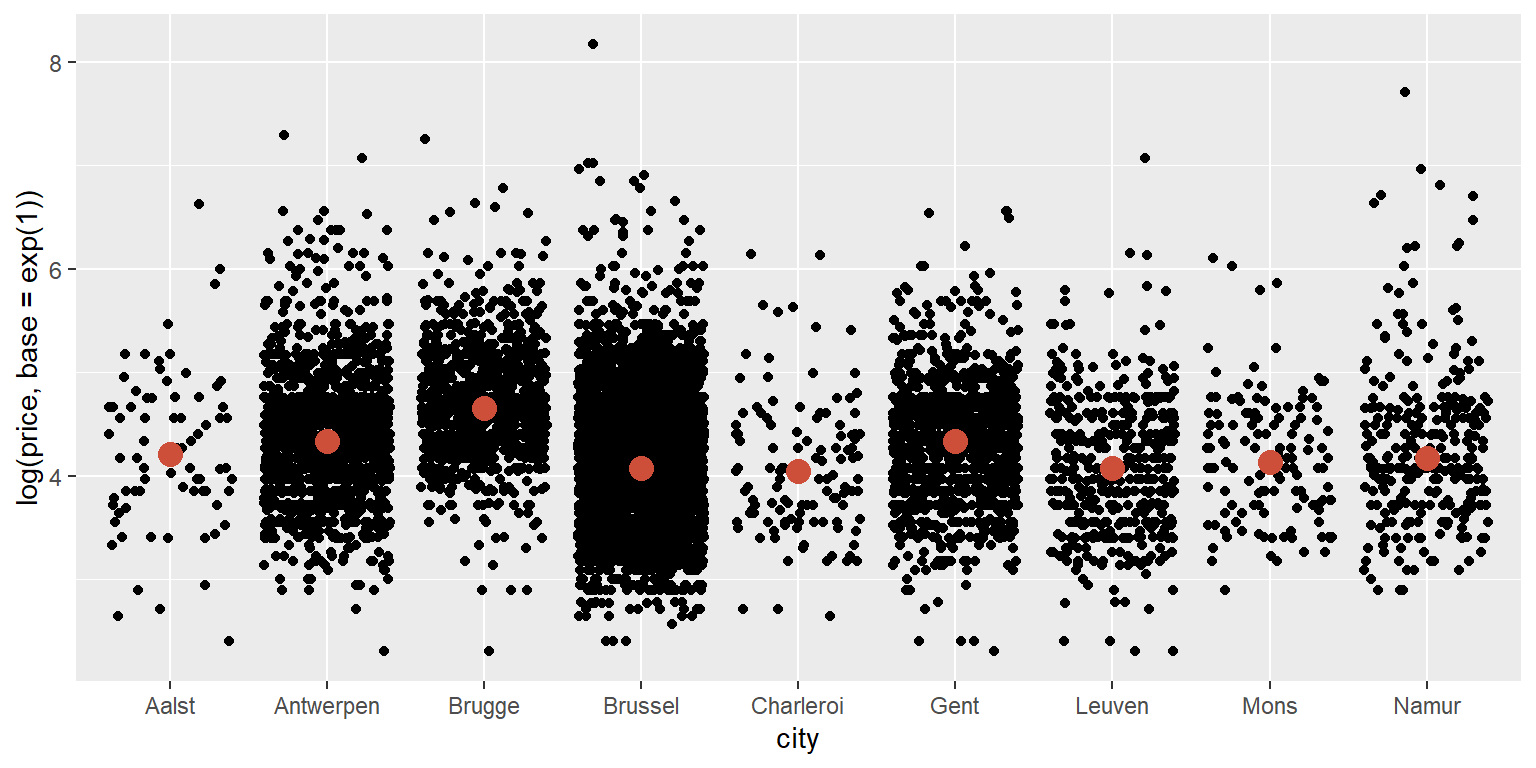 8
6
4
log(price, base = exp(1))
Aalst Antwerpen Brugge Brussel Charleroi Gent Leuven Mons Namur
city